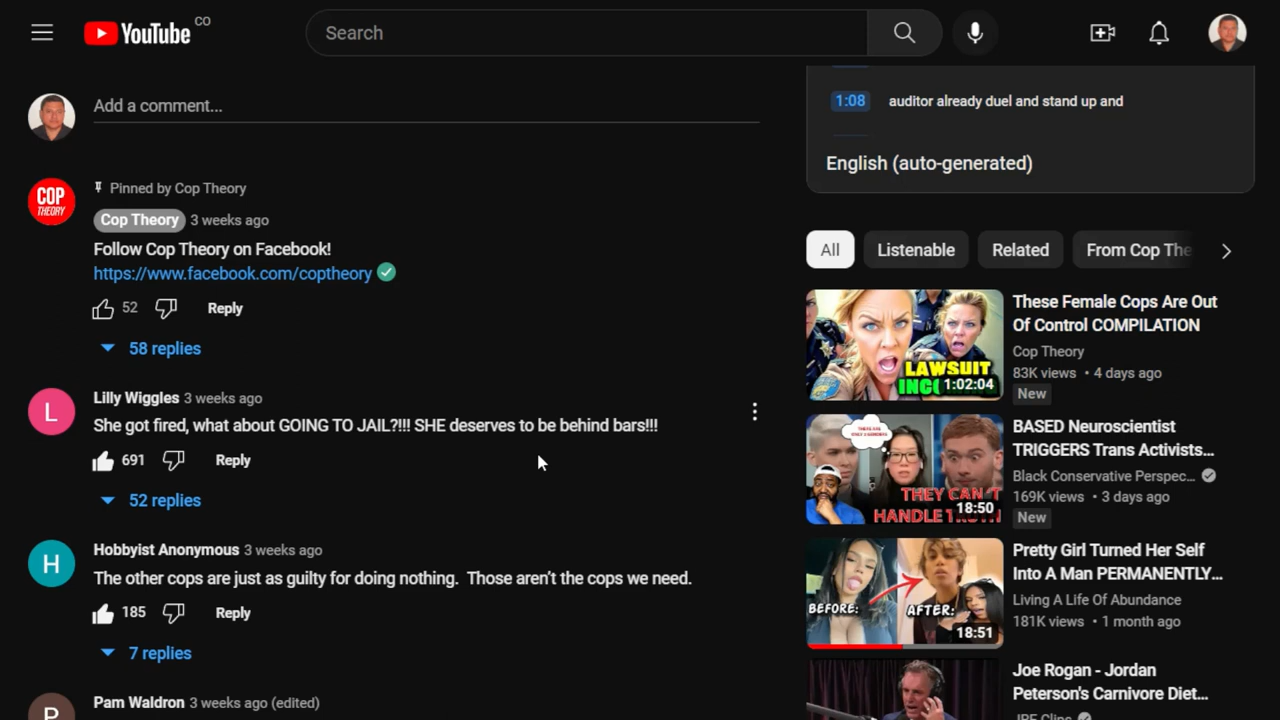 YouTube CO
Search
Add a comment...
1:08 auditor already duel and stand up and
English (auto-generated)
COP
THEORY
Pinned by Cop Theory
Cop Theory 3 weeks ago
Follow Cop Theory on Facebook!
https://www.facebook.com/coptheory
52 Reply
58 replies
L
Lilly Wiggles 3 weeks ago
She got fired, what about GOING TO JAIL?!!! SHE deserves to be behind bars!!!
691 Reply
52 replies
H
Hobbyist Anonymous 3 weeks ago
The other cops are just as guilty for doing nothing.  Those aren't the cops we need.
185 Reply
7 replies
P
Pam Waldron 3 weeks ago (edited)
All Listenable Related From Cop The
LAWSUIT
1:02:04
These Female Cops Are Out
Of Control COMPILATION
Cop Theory
83K views • 4 days ago
New
THEY CAN'T
HANDLE
18:50
BASED Neuroscientist
TRIGGERS Trans Activists...
Black Conservative Perspec...
169K views • 3 days ago
New
BEFORE: AFTER:
18:51
Pretty Girl Turned Her Self
Into A Man PERMANENTLY...
Living A Life Of Abundance
181K views • 1 month ago
Joe Rogan - Jordan
Peterson's Carnivore Diet...
JRE Clips